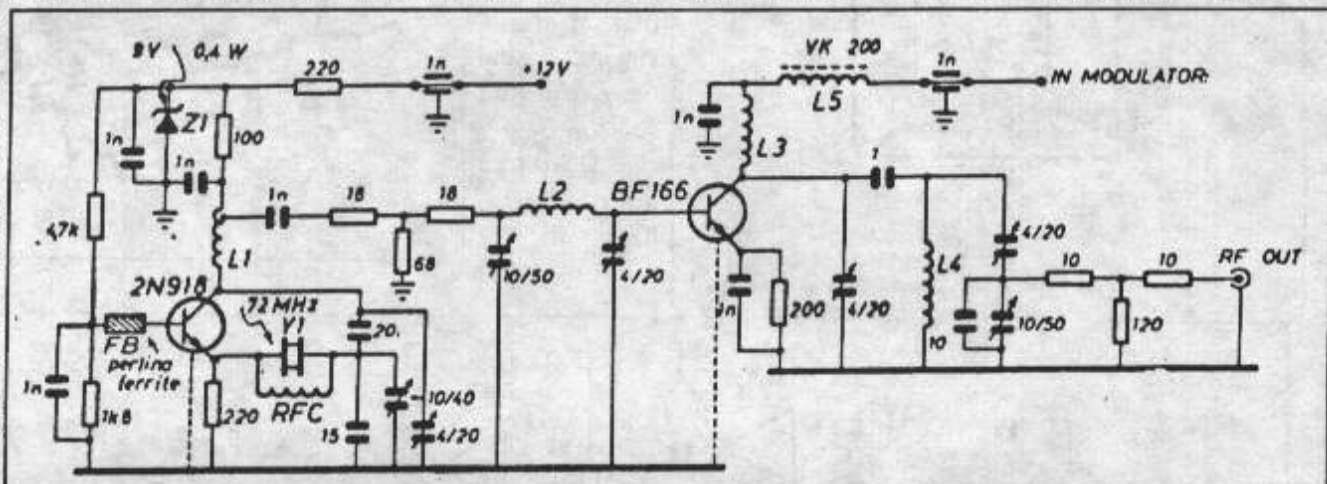 9V 0,4 W
220
1n
+12V
VK 200
1n
IN MODULATOR
L5
1n
Z1
100
1n
1n
L3
4,7k
1n
18
18
L2
BF166
1
L1
68
10/50
4/20
4/20
L4
10
10
RF OUT
2N918
72 MHz
Y1
20
1n
200
4/20
10
10/50
120
FB
perlina
ferrite
1n
1k8
220
RFC
15
10/40
4/20